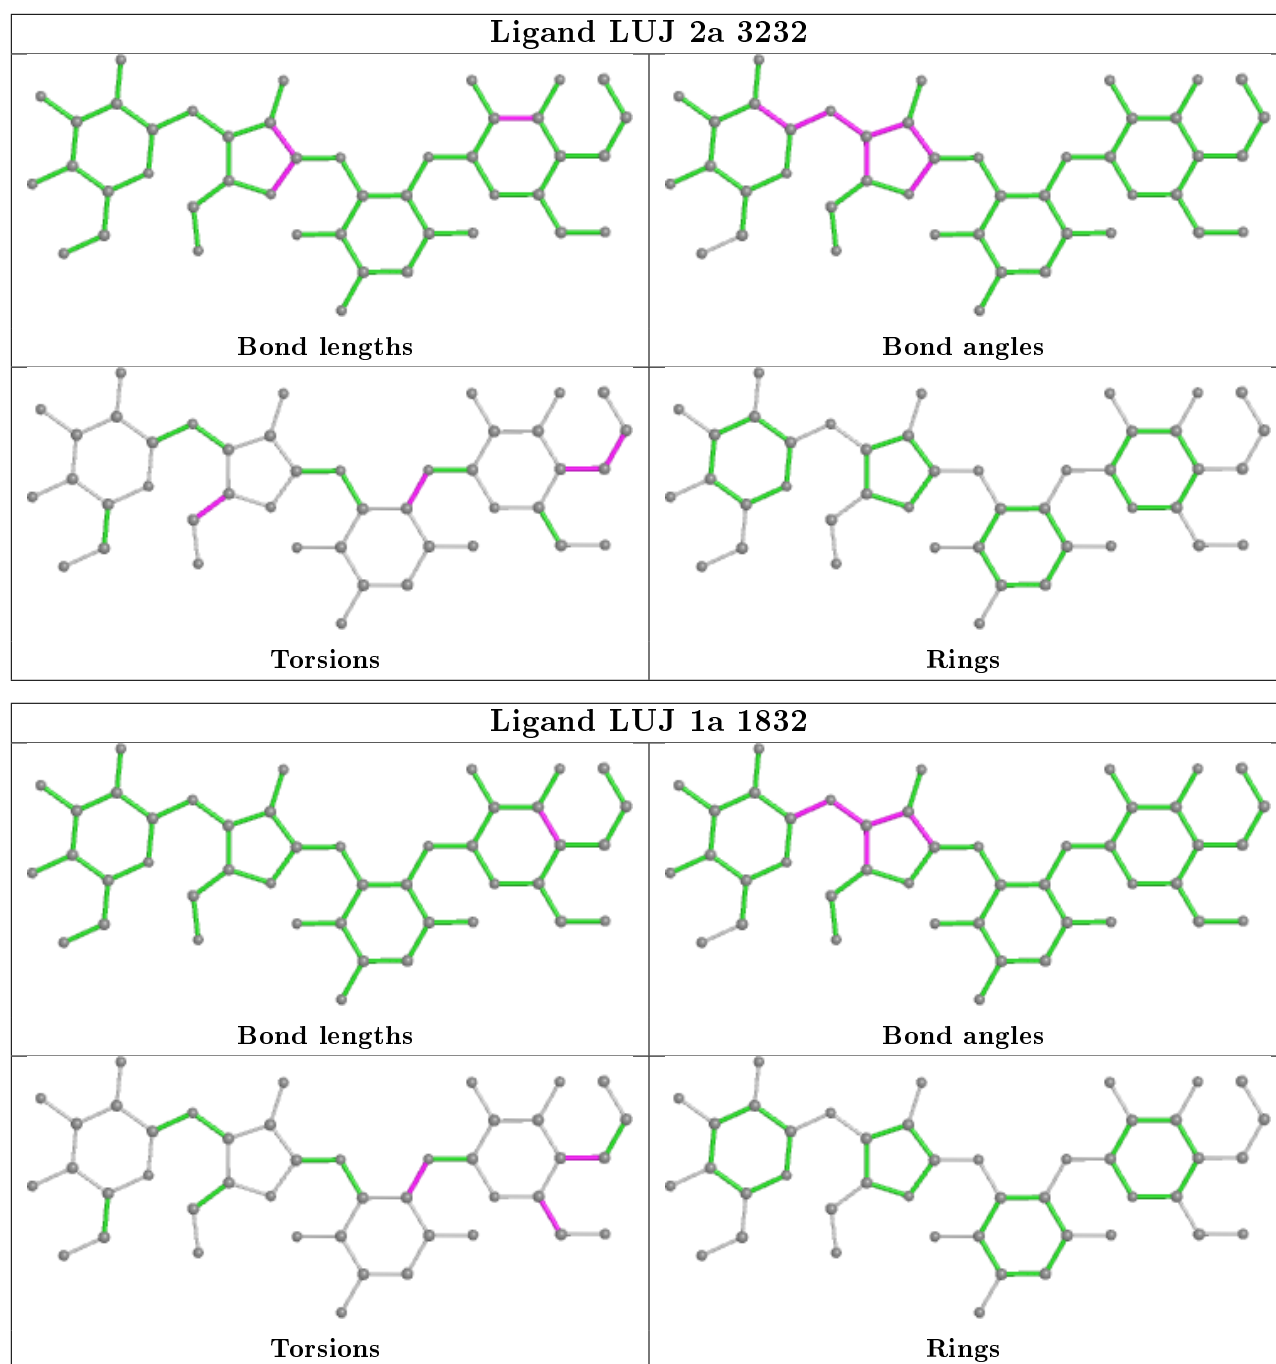 Ligand LUJ 2a 3232
Bond lengths
Bond angles
Torsions
Rings
Ligand LUJ 1a 1832
Bond lengths
Bond angles
Torsions
Rings